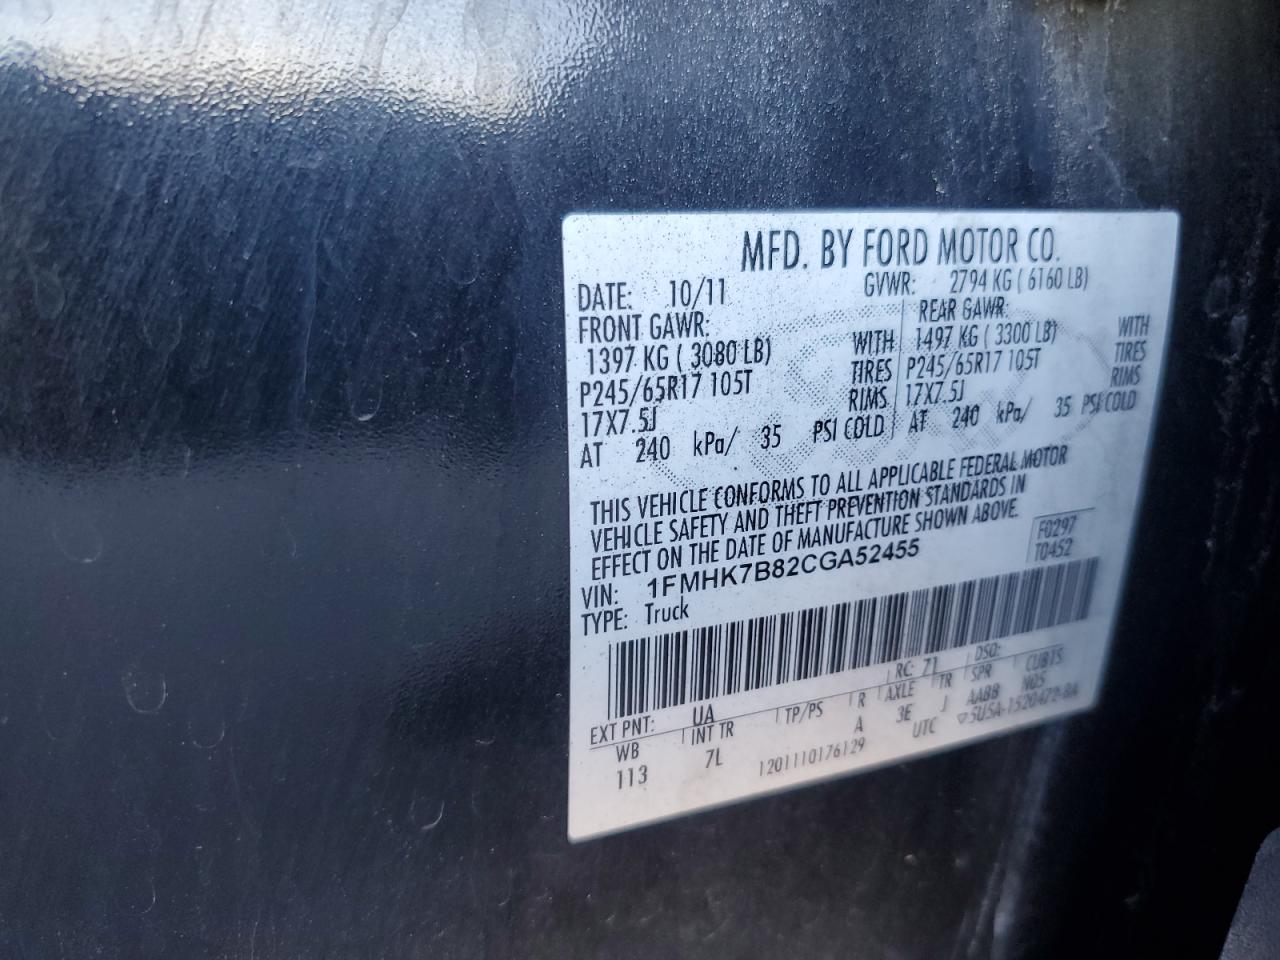 MFD. BY FORD MOTOR CO.
DATE: 10/11 GVWR: 2794 KG ( 6160 LB)
FRONT GAWR: REAR GAWR:
1397 KG ( 3080 LB) WITH 1497 KG ( 3300 LB) WITH
P245/65R17 105T TIRES P245/65R17 105T TIRES
17X7.5J RIMS 17X7.5J RIMS
AT 240 kPa/ 35 PSI COLD AT 240 kPa/ 35 PSI COLD
THIS VEHICLE CONFORMS TO ALL APPLICABLE FEDERAL MOTOR
VEHICLE SAFETY AND THEFT PREVENTION STANDARDS IN
EFFECT ON THE DATE OF MANUFACTURE SHOWN ABOVE.
F0297
T0452
VIN: 1FMHK7B82CGA52455
TYPE: Truck
EXT PNT: UA RC: 71 DSO:
WB INT TR TP/PS R AXLE TR SPR CUBTS
113 7L A 3E J AABB N05
1201110176129 UTC ▽5U5A-1520472-BA